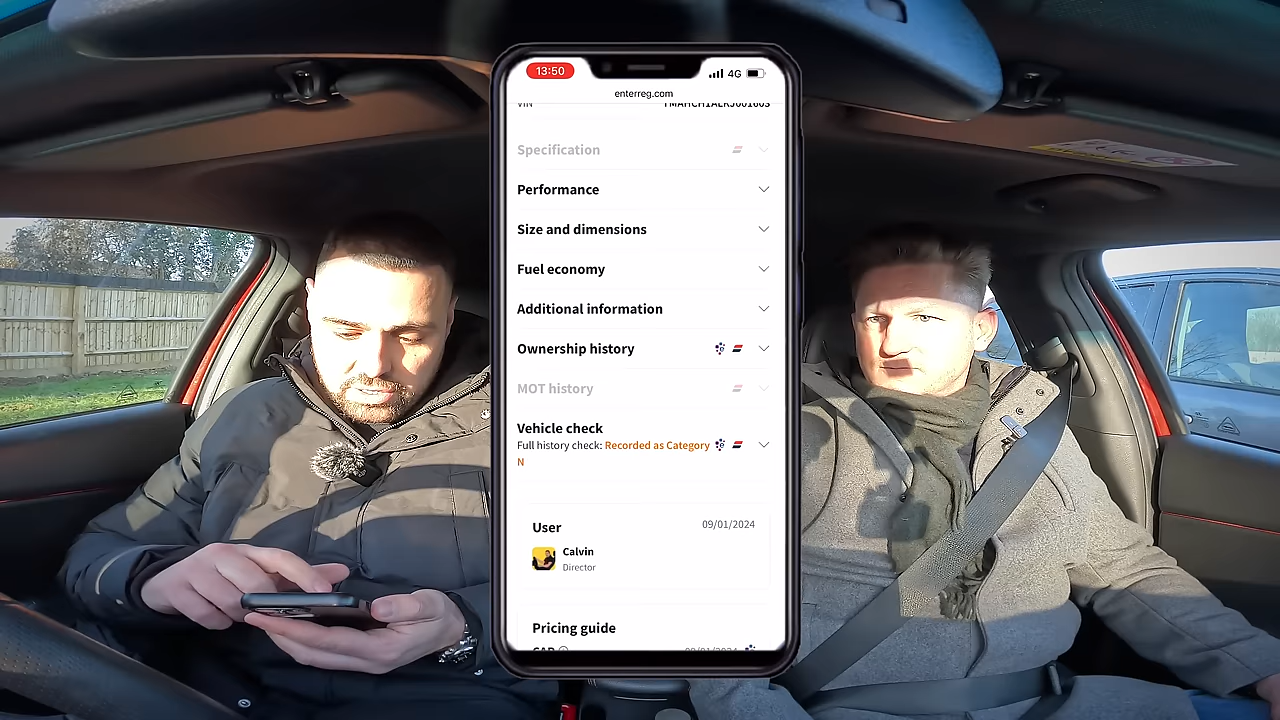 13:50
4G
enterreg.com
VIN
Specification
Performance
Size and dimensions
Fuel economy
Additional information
Ownership history
MOT history
Vehicle check
Full history check: Recorded as Category
N
User
09/01/2024
Calvin
Director
Pricing guide